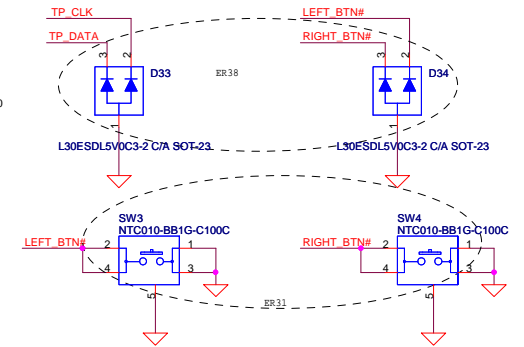 TP_CLK
LEFT_BTN#
TP_DATA
RIGHT_BTN#
3
2
3
2
D33
ER38
D34
1
1
L30ESDL5V0C3-2 C/A SOT-23
L30ESDL5V0C3-2 C/A SOT-23
SW3
NTC010-BB1G-C100C
SW4
NTC010-BB1G-C100C
LEFT_BTN#
2
1
RIGHT_BTN#
2
1
4
3
4
3
5
ER31
5